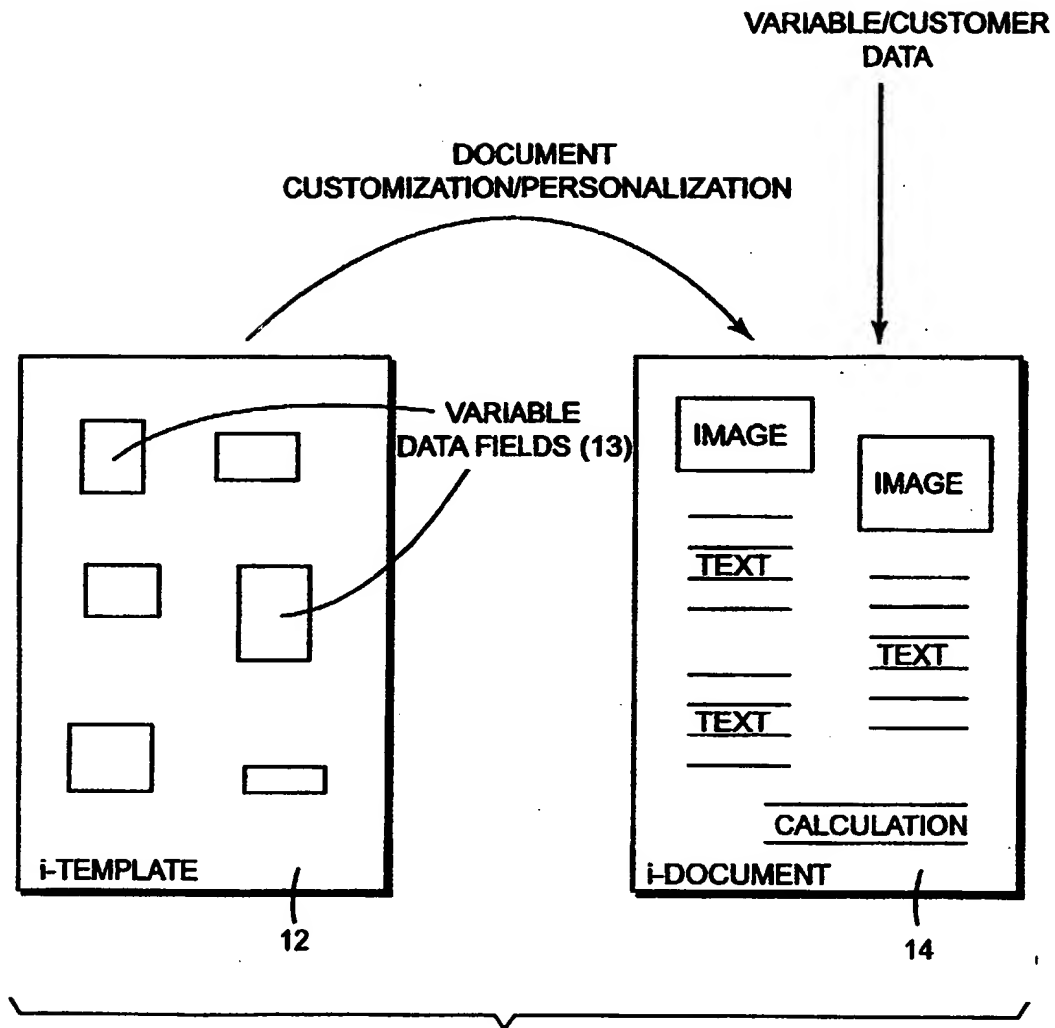 VARIABLE/CUSTOMER
DATA
DOCUMENT
CUSTOMIZATION/PERSONALIZATION
VARIABLE
DATA FIELDS (13)
IMAGE
IMAGE
TEXT
TEXT
TEXT
CALCULATION
i-TEMPLATE
i-DOCUMENT
12
14